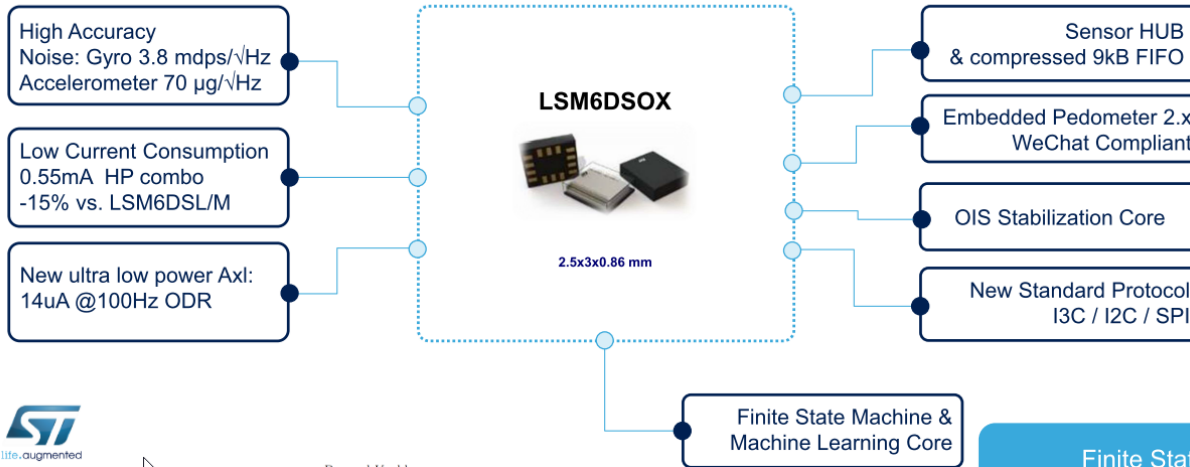 High Accuracy
Noise: Gyro 3.8 mdps/√Hz
Accelerometer 70 µg/√Hz
Low Current Consumption
0.55mA  HP combo
-15% vs. LSM6DSL/M
New ultra low power Axl:
14uA @100Hz ODR
LSM6DSOX
2.5x3x0.86 mm
Sensor HUB
& compressed 9kB FIFO
Embedded Pedometer 2.x
WeChat Compliant
OIS Stabilization Core
New Standard Protocol
I3C / I2C / SPI
Finite State Machine &
Machine Learning Core
ST
life.augmented
Finite Stat